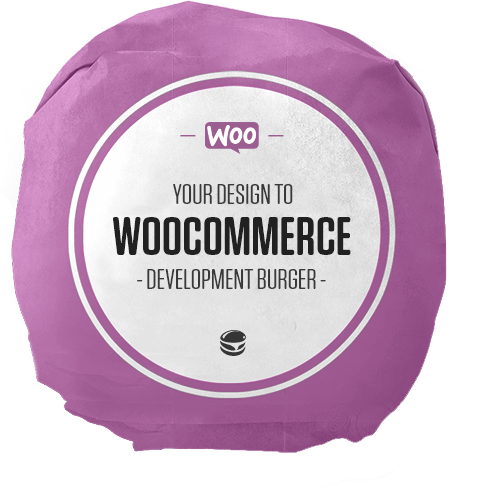 WOO
YOUR DESIGN TO
WOOCOMMERCE
- DEVELOPMENT BURGER -